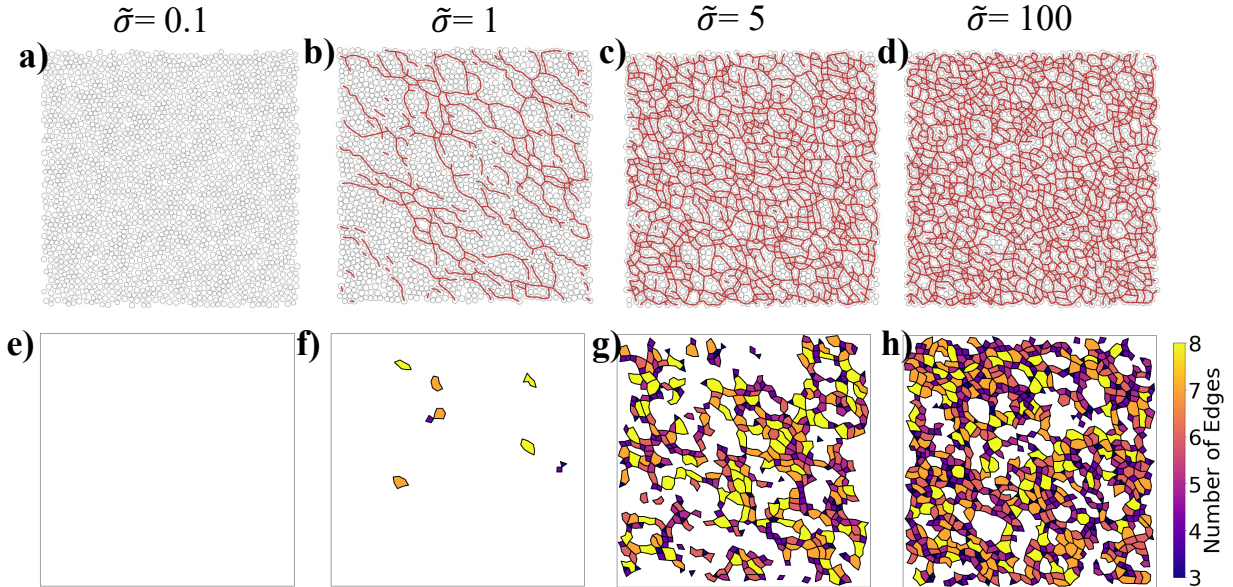 σ̃= 0.1 σ̃= 1 σ̃= 5 σ̃= 100
a) b) c) d)
e) f) g) h)
8
7
6
5
4
3
Number of Edges